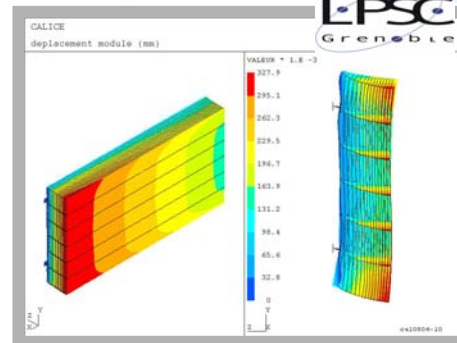 LPSC
Grenoble
CALICE
deplacement module (mm)
VALEUR * 1.E -3
327.9
295.1
262.3
229.5
196.7
163.9
131.2
98.4
65.6
32.8
0
Y
Z
X
Y
Z
X
ca10804-10